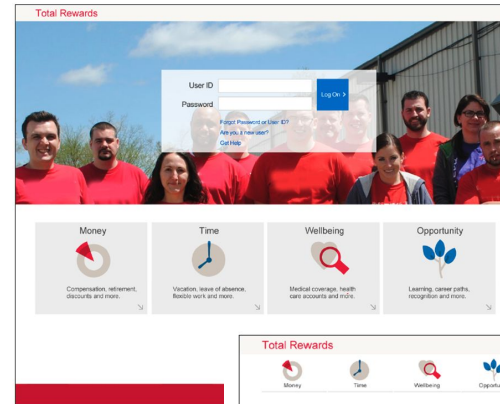 Total Rewards
User ID
Log On >
Password
Forgot Password or User ID?
Are you a new user?
Get Help
Money
Compensation, retirement,
discounts and more.
Time
Vacation, leave of absence,
flexible work and more.
Wellbeing
Medical coverage, health
care accounts and more.
Opportunity
Learning, career paths,
recognition and more.
Total Rewards
Money
Time
Wellbeing
Opportu